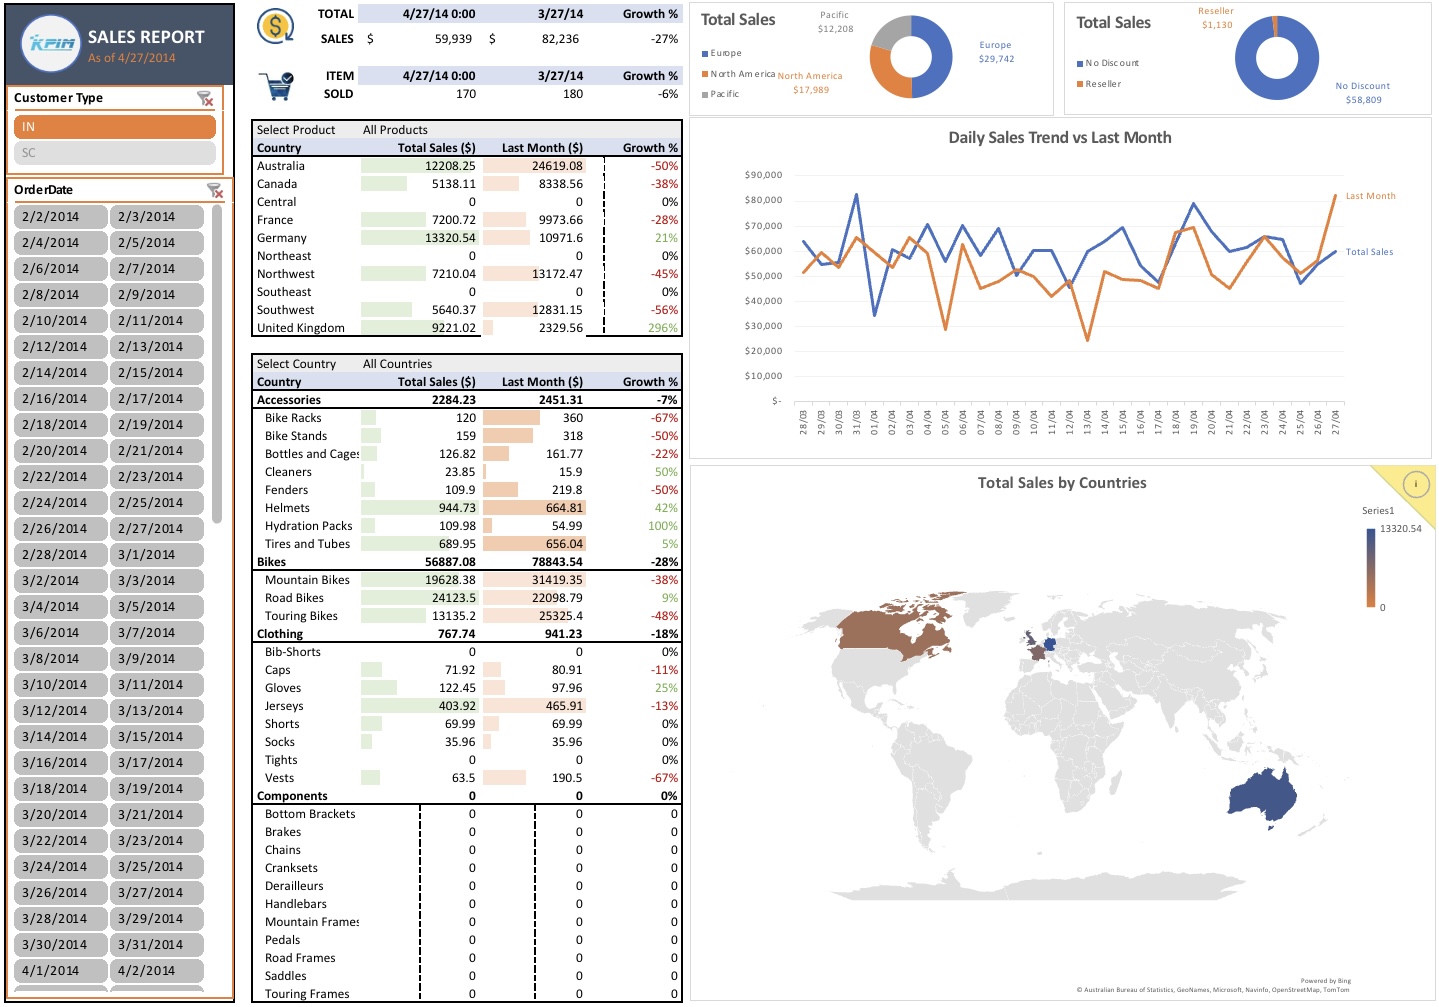 KPIM
SALES REPORT
As of 4/27/2014
Customer Type
IN
SC
OrderDate
2/2/2014 2/3/2014
2/4/2014 2/5/2014
2/6/2014 2/7/2014
2/8/2014 2/9/2014
2/10/2014 2/11/2014
2/12/2014 2/13/2014
2/14/2014 2/15/2014
2/16/2014 2/17/2014
2/18/2014 2/19/2014
2/20/2014 2/21/2014
2/22/2014 2/23/2014
2/24/2014 2/25/2014
2/26/2014 2/27/2014
2/28/2014 3/1/2014
3/2/2014 3/3/2014
3/4/2014 3/5/2014
3/6/2014 3/7/2014
3/8/2014 3/9/2014
3/10/2014 3/11/2014
3/12/2014 3/13/2014
3/14/2014 3/15/2014
3/16/2014 3/17/2014
3/18/2014 3/19/2014
3/20/2014 3/21/2014
3/22/2014 3/23/2014
3/24/2014 3/25/2014
3/26/2014 3/27/2014
3/28/2014 3/29/2014
3/30/2014 3/31/2014
4/1/2014 4/2/2014
TOTAL 4/27/14 0:00 3/27/14 Growth %
SALES $ 59,939 $ 82,236 -27%
ITEM 4/27/14 0:00 3/27/14 Growth %
SOLD 170 180 -6%
Select Product All Products
Country Total Sales ($) Last Month ($) Growth %
Australia 12208.25 24619.08 -50%
Canada 5138.11 8338.56 -38%
Central 0 0 0%
France 7200.72 9973.66 -28%
Germany 13320.54 10971.6 21%
Northeast 0 0 0%
Northwest 7210.04 13172.47 -45%
Southeast 0 0 0%
Southwest 5640.37 12831.15 -56%
United Kingdom 9221.02 2329.56 296%
Select Country All Countries
Country Total Sales ($) Last Month ($) Growth %
Accessories 2284.23 2451.31 -7%
Bike Racks 120 360 -67%
Bike Stands 159 318 -50%
Bottles and Cages 126.82 161.77 -22%
Cleaners 23.85 15.9 50%
Fenders 109.9 219.8 -50%
Helmets 944.73 664.81 42%
Hydration Packs 109.98 54.99 100%
Tires and Tubes 689.95 656.04 5%
Bikes 56887.08 78843.54 -28%
Mountain Bikes 19628.38 31419.35 -38%
Road Bikes 24123.5 22098.79 9%
Touring Bikes 13135.2 25325.4 -48%
Clothing 767.74 941.23 -18%
Bib-Shorts 0 0 0%
Caps 71.92 80.91 -11%
Gloves 122.45 97.96 25%
Jerseys 403.92 465.91 -13%
Shorts 69.99 69.99 0%
Socks 35.96 35.96 0%
Tights 0 0 0%
Vests 63.5 190.5 -67%
Components 0 0 0%
Bottom Brackets 0 0 0
Brakes 0 0 0
Chains 0 0 0
Cranksets 0 0 0
Derailleurs 0 0 0
Handlebars 0 0 0
Mountain Frames 0 0 0
Pedals 0 0 0
Road Frames 0 0 0
Saddles 0 0 0
Touring Frames 0 0 0
Total Sales
Europe
North America
Pacific
Pacific
$12,208
Europe
$29,742
North America
$17,989
Total Sales
No Discount
Reseller
Reseller
$1,130
No Discount
$58,809
Daily Sales Trend vs Last Month
$90,000
$80,000
$70,000
$60,000
$50,000
$40,000
$30,000
$20,000
$10,000
$-
28/03 29/03 30/03 31/03 01/04 02/04 03/04 04/04 05/04 06/04 07/04 08/04 09/04 10/04 11/04 12/04 13/04 14/04 15/04 16/04 17/04 18/04 19/04 20/04 21/04 22/04 23/04 24/04 25/04 26/04 27/04
Last Month
Total Sales
Total Sales by Countries
i
Series1
13320.54
0
Powered by Bing
© Australian Bureau of Statistics, GeoNames, Microsoft, Navinfo, OpenStreetMap, TomTom